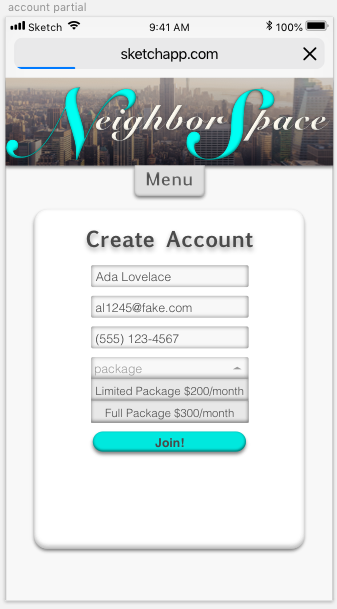 account partial
Sketch 9:41 AM 100%
sketchapp.com
NeighborSpace
Menu
Create Account
Ada Lovelace
al1245@fake.com
(555) 123-4567
package
Limited Package $200/month
Full Package $300/month
Join!